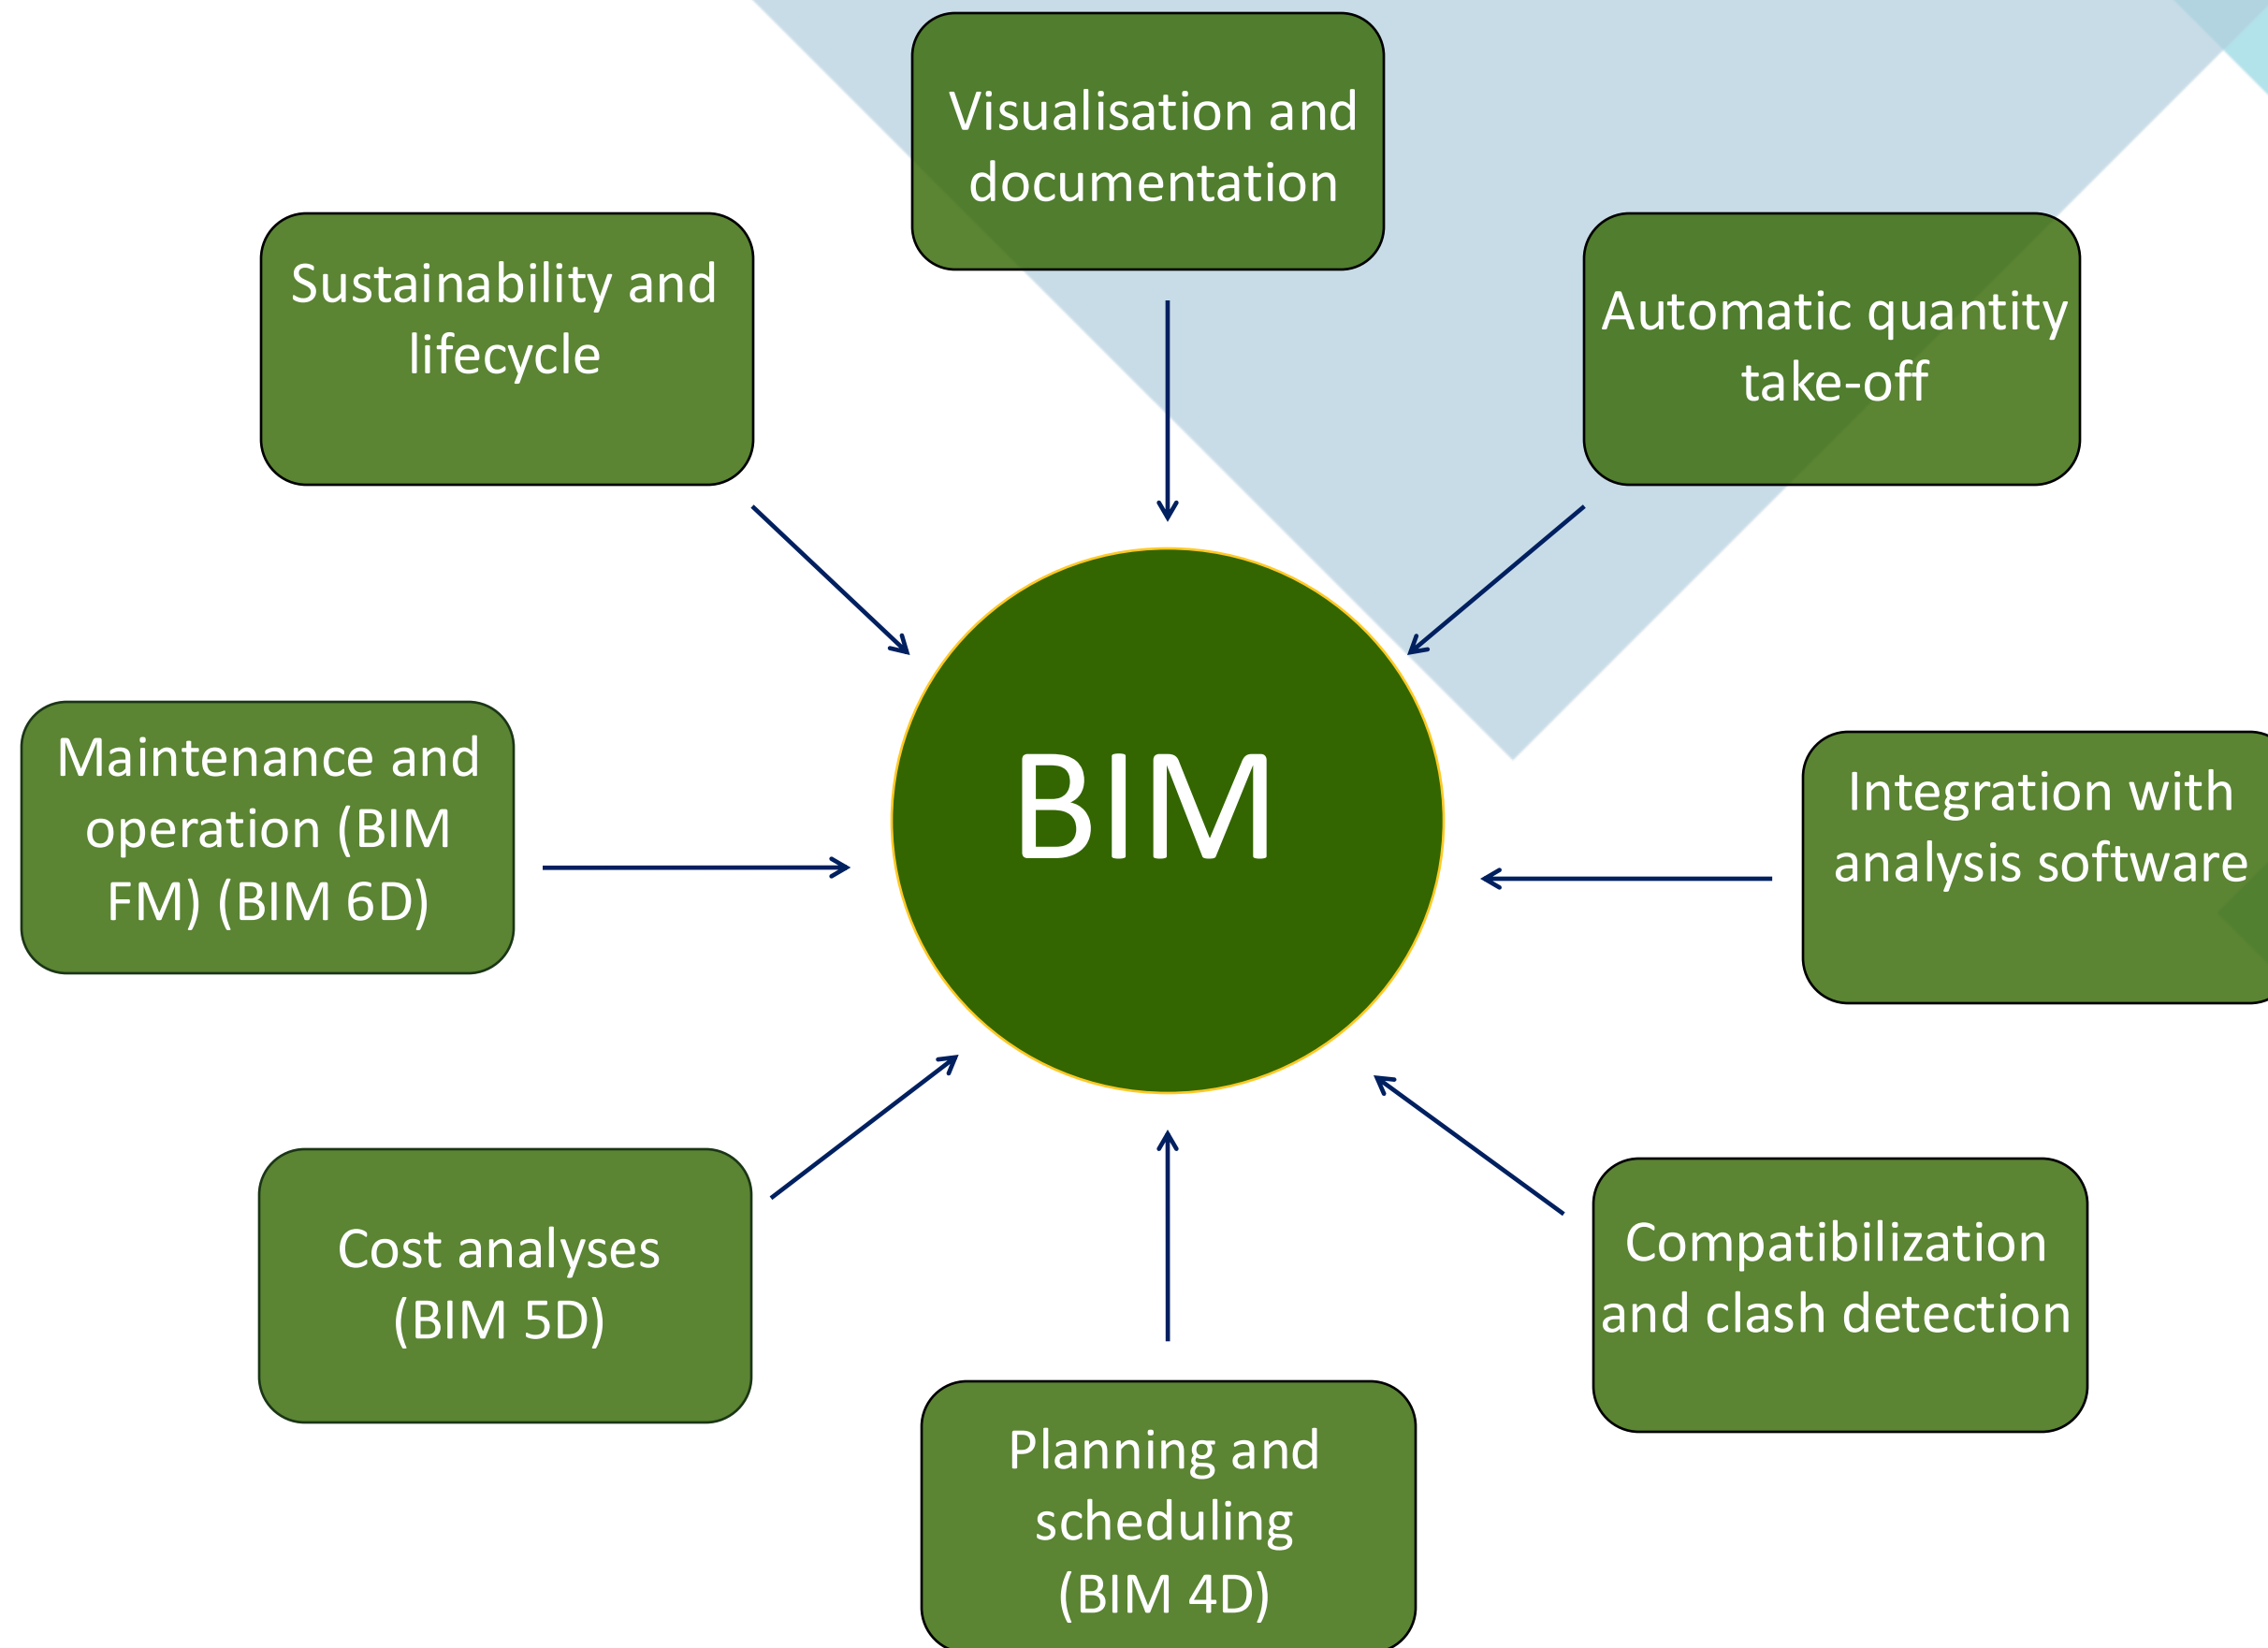 Visualisation and
documentation
Sustainability and
lifecycle
Automatic quantity
take-off
Maintenance and
operation (BIM
FM) (BIM 6D)
BIM
Integration with
analysis software
Cost analyses
(BIM 5D)
Compatibilization
and clash detection
Planning and
scheduling
(BIM 4D)